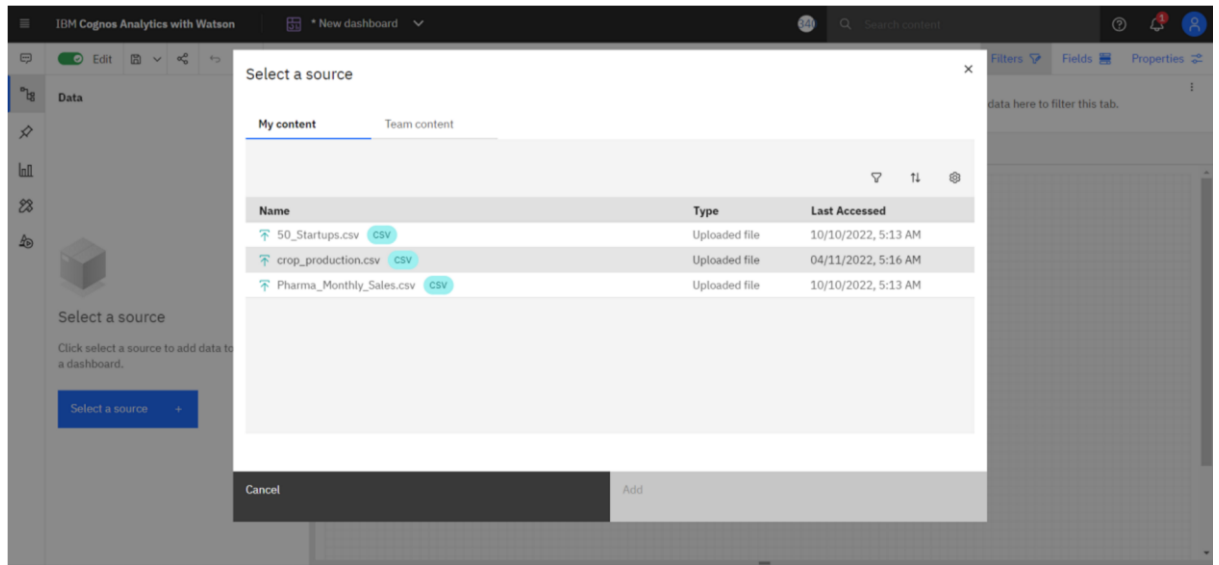 IBM Cognos Analytics with Watson
* New dashboard
Search content
1
Edit
Filters
Fields
Properties
Data
data here to filter this tab.
Select a source
My content
Team content
Name Type Last Accessed
50_Startups.csv CSV Uploaded file 10/10/2022, 5:13 AM
crop_production.csv CSV Uploaded file 04/11/2022, 5:16 AM
Pharma_Monthly_Sales.csv CSV Uploaded file 10/10/2022, 5:13 AM
Select a source
Click select a source to add data to
a dashboard.
Select a source +
Cancel
Add